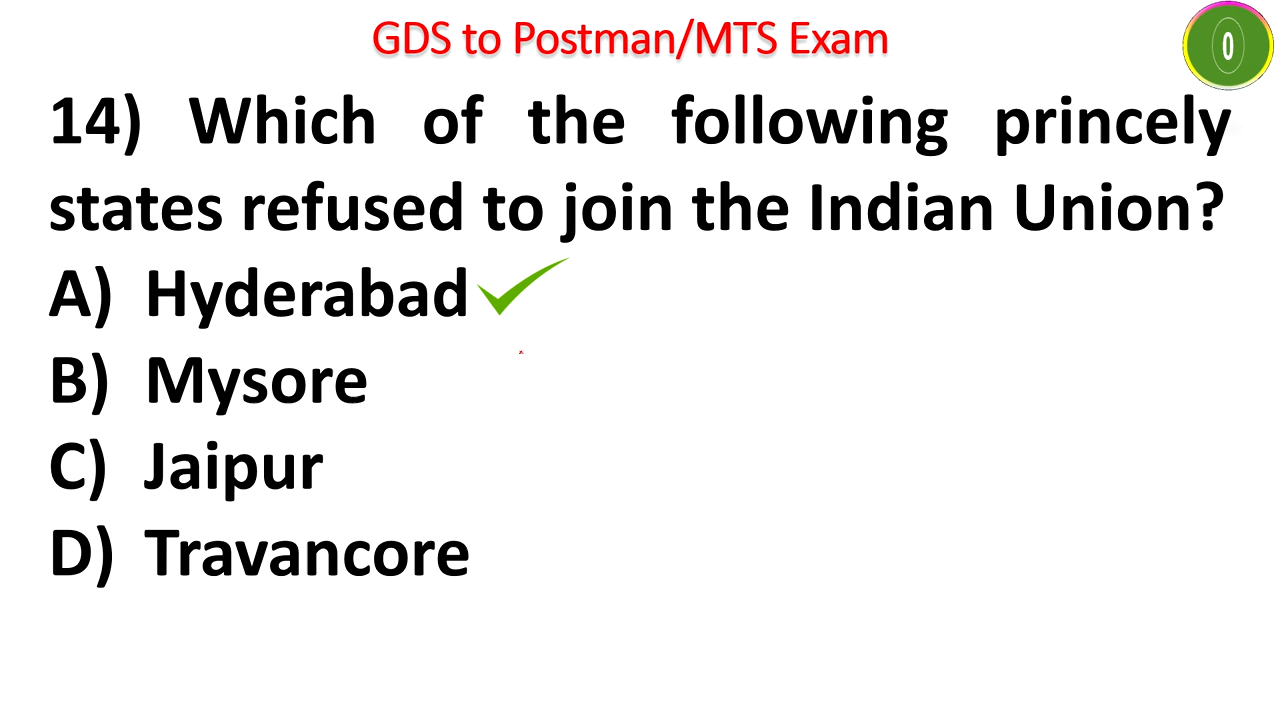 GDS to Postman/MTS Exam
0
14) Which of the following princely
states refused to join the Indian Union?
A) Hyderabad
B) Mysore
C) Jaipur
D) Travancore